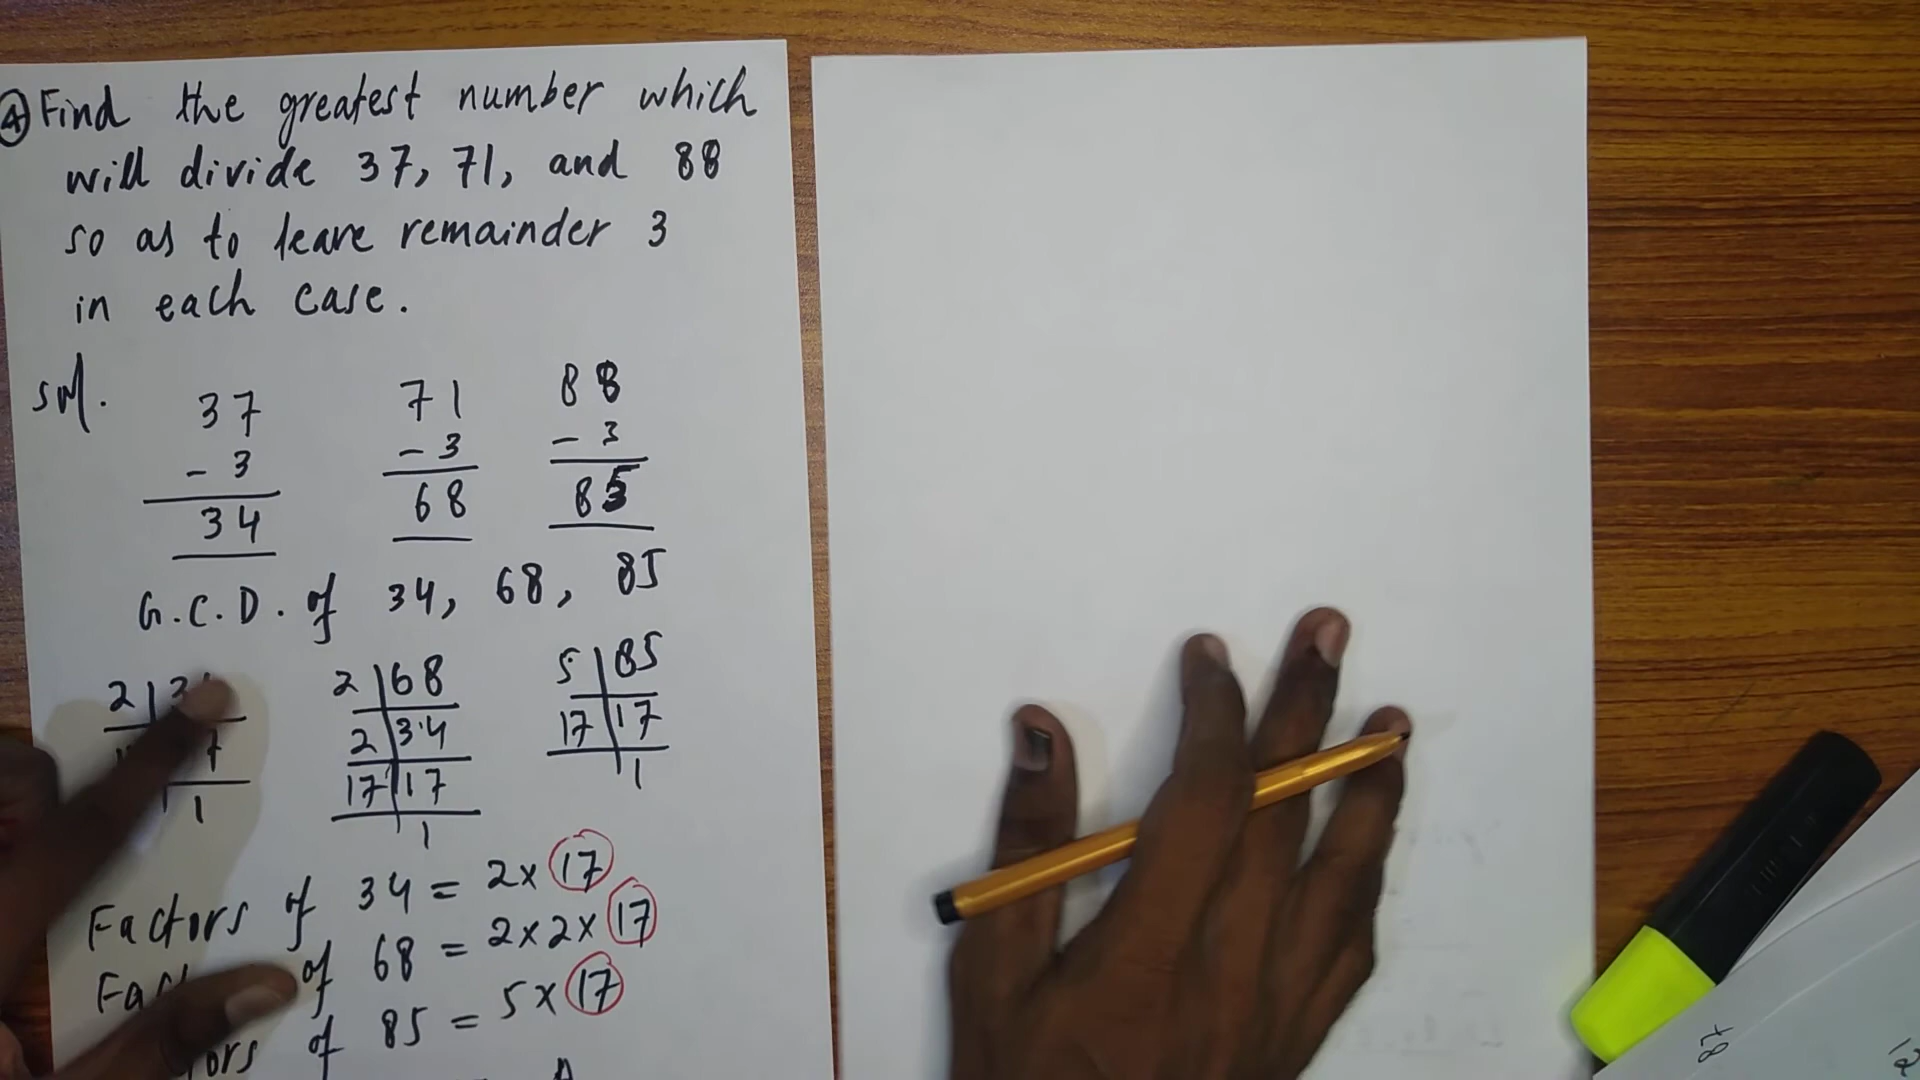 4 Find the greatest number which
will divide 37, 71, and 88
so as to leave remainder 3
in each case.
Sol.
37 71 88
- 3 - 3 - 3
34 68 85
G.C.D. of 34, 68, 85
2 2 68 5 85
2 34 17 17
17 17 1
1 1
Factors of 34 = 2 x 17
of 68 = 2 x 2 x 17
of 85 = 5 x 17